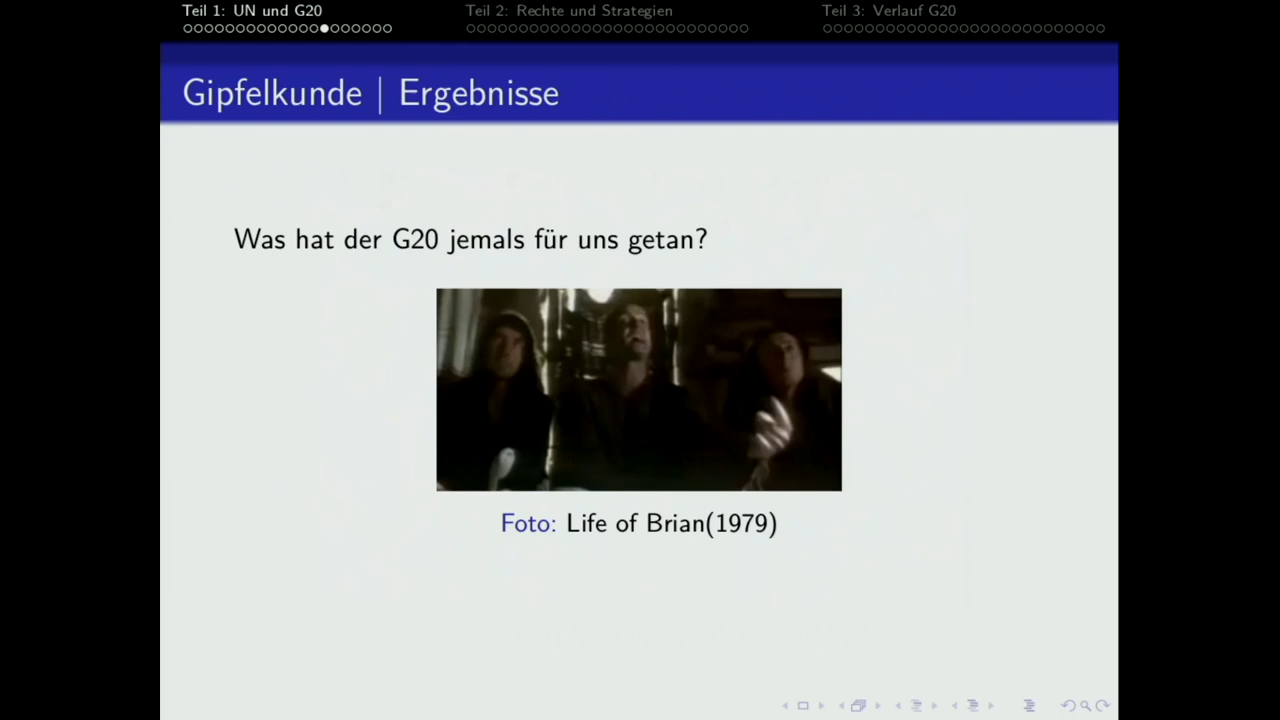 Teil 1: UN und G20
Teil 2: Rechte und Strategien
Teil 3: Verlauf G20
Gipfelkunde | Ergebnisse
Was hat der G20 jemals für uns getan?
Foto: Life of Brian(1979)